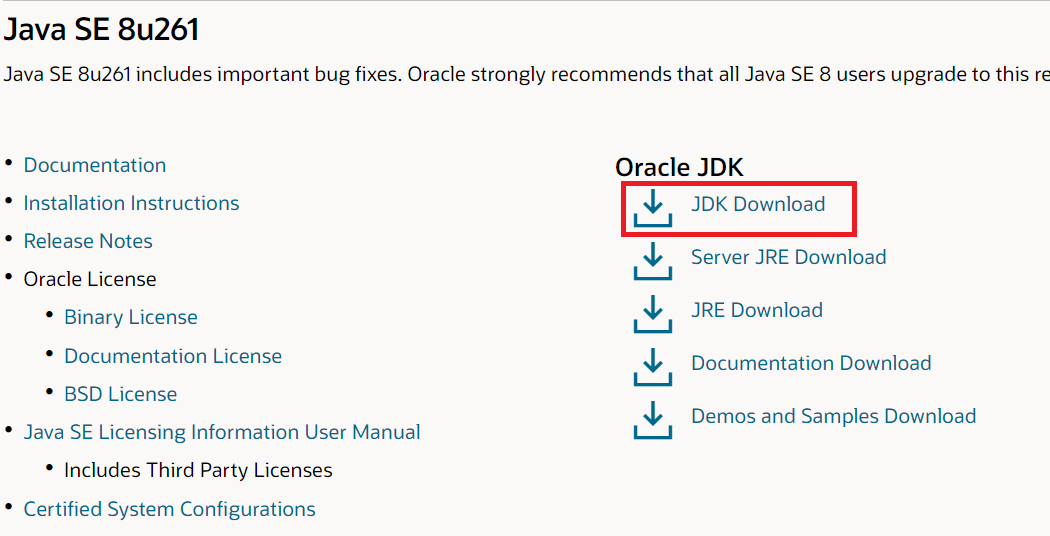 Java SE 8u261
Java SE 8u261 includes important bug fixes. Oracle strongly recommends that all Java SE 8 users upgrade to this re
Documentation
Installation Instructions
Release Notes
Oracle License
Binary License
Documentation License
BSD License
Java SE Licensing Information User Manual
Includes Third Party Licenses
Certified System Configurations
Oracle JDK
JDK Download
Server JRE Download
JRE Download
Documentation Download
Demos and Samples Download